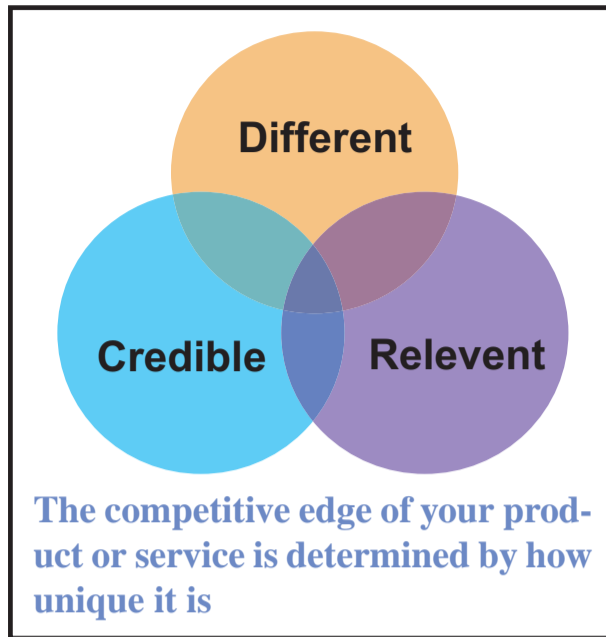 Different
Credible
Relevent
The competitive edge of your prod-
uct or service is determined by how
unique it is